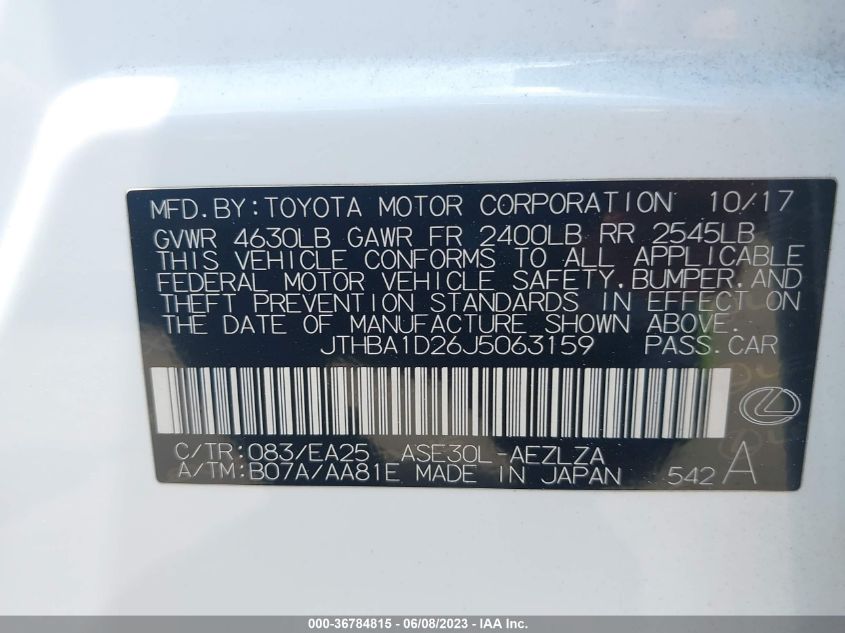 MFD.BY:TOYOTA MOTOR CORPORATION 10/17
GVWR 4630LB GAWR FR 2400LB RR 2545LB
THIS VEHICLE CONFORMS TO ALL APPLICABLE
FEDERAL MOTOR VEHICLE SAFETY,BUMPER,AND
THEFT PREVENTION STANDARDS IN EFFECT ON
THE DATE OF MANUFACTURE SHOWN ABOVE.
JTHBA1D26J5063159 PASS.CAR
C/TR:083/EA25 ASE30L-AEZLZA
A/TM:B07A/AA81E MADE IN JAPAN 542 A
000-36784815 - 06/08/2023 - IAA Inc.